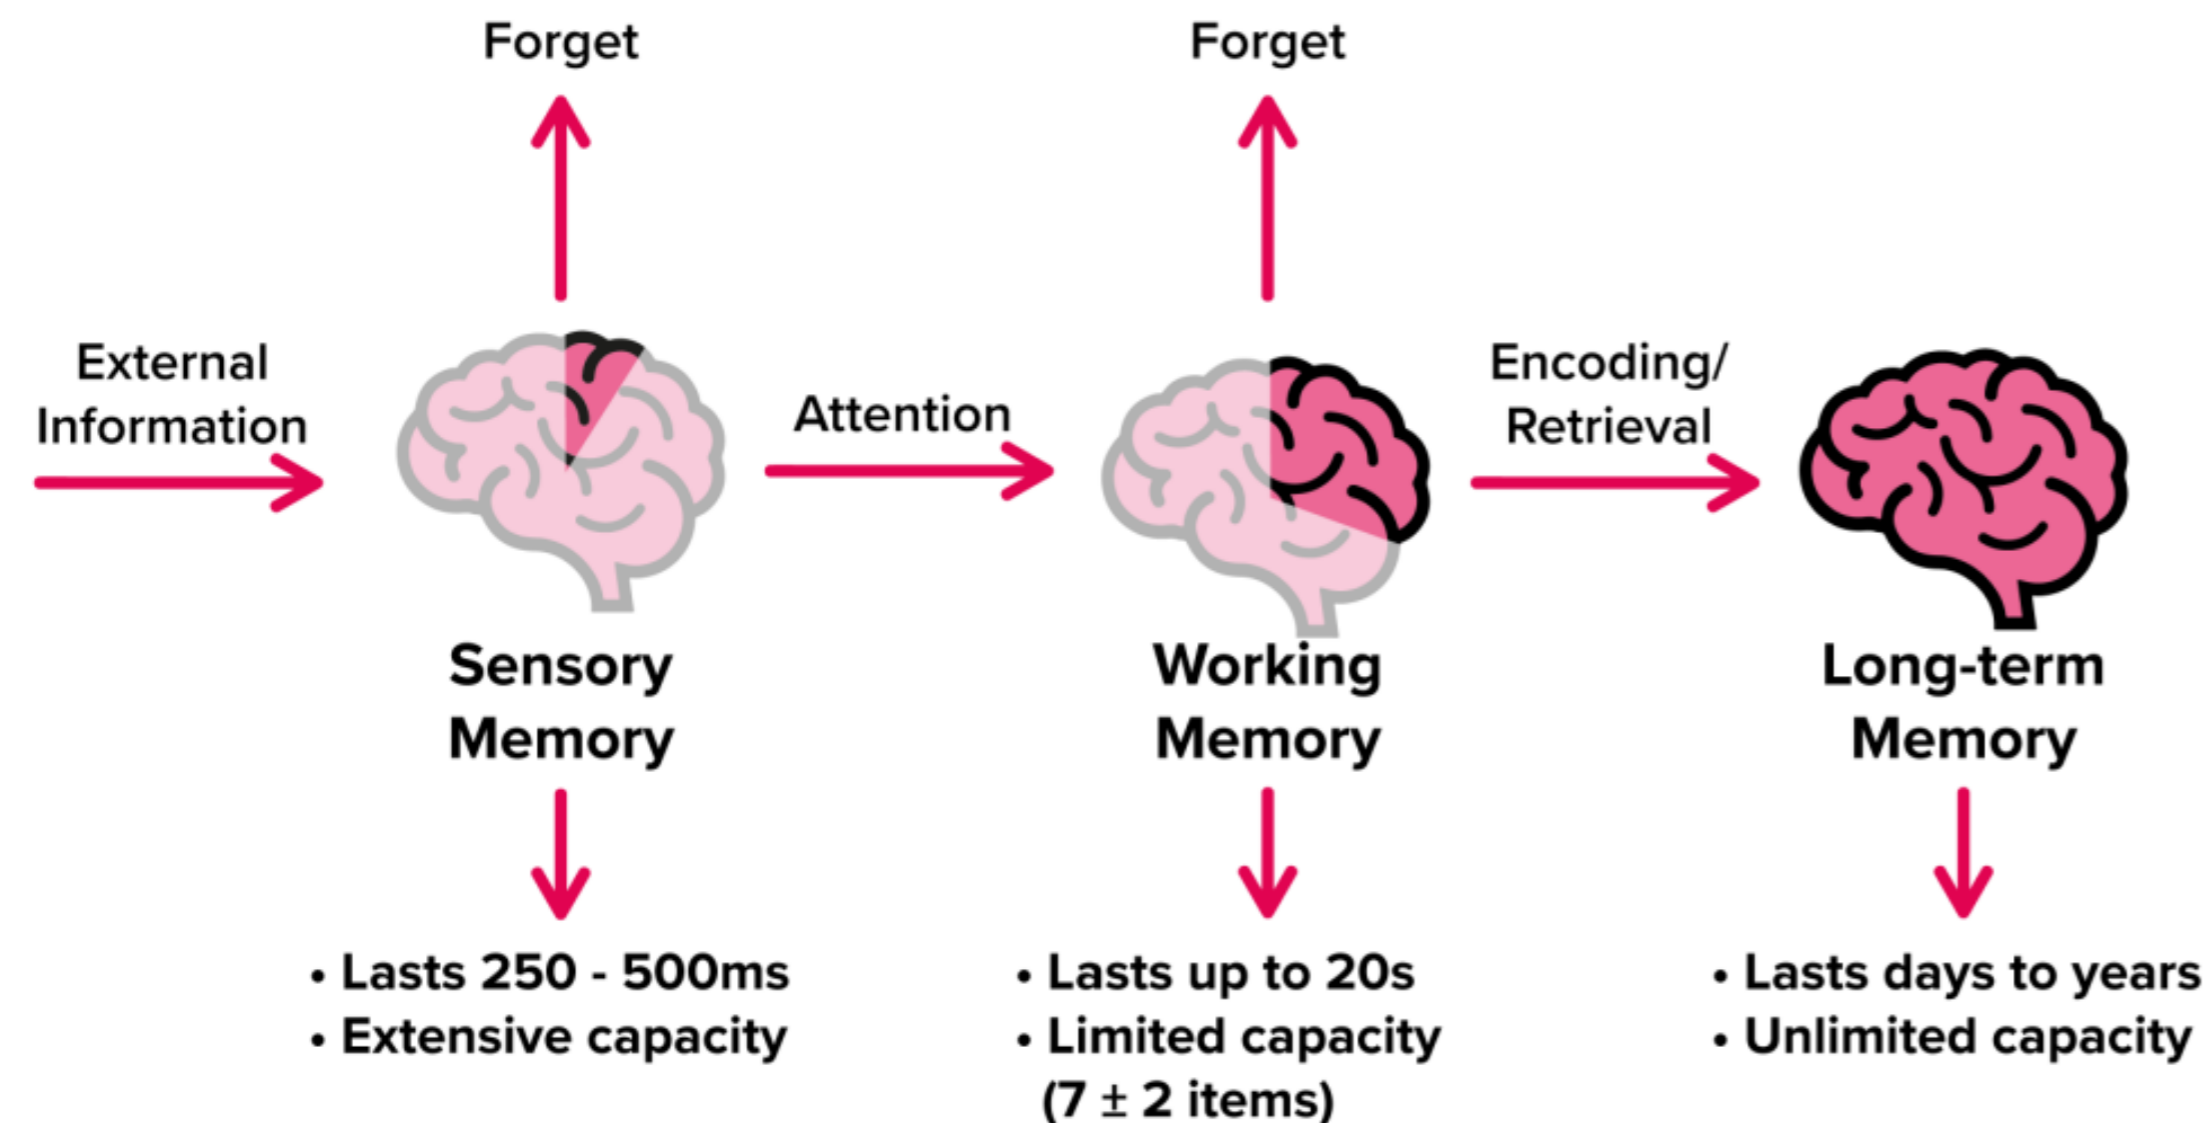 Forget
Forget
External
Information
Attention
Encoding/
Retrieval
Sensory
Memory
Working
Memory
Long-term
Memory
• Lasts 250 - 500ms
• Extensive capacity
• Lasts up to 20s
• Limited capacity
(7 ± 2 items)
• Lasts days to years
• Unlimited capacity